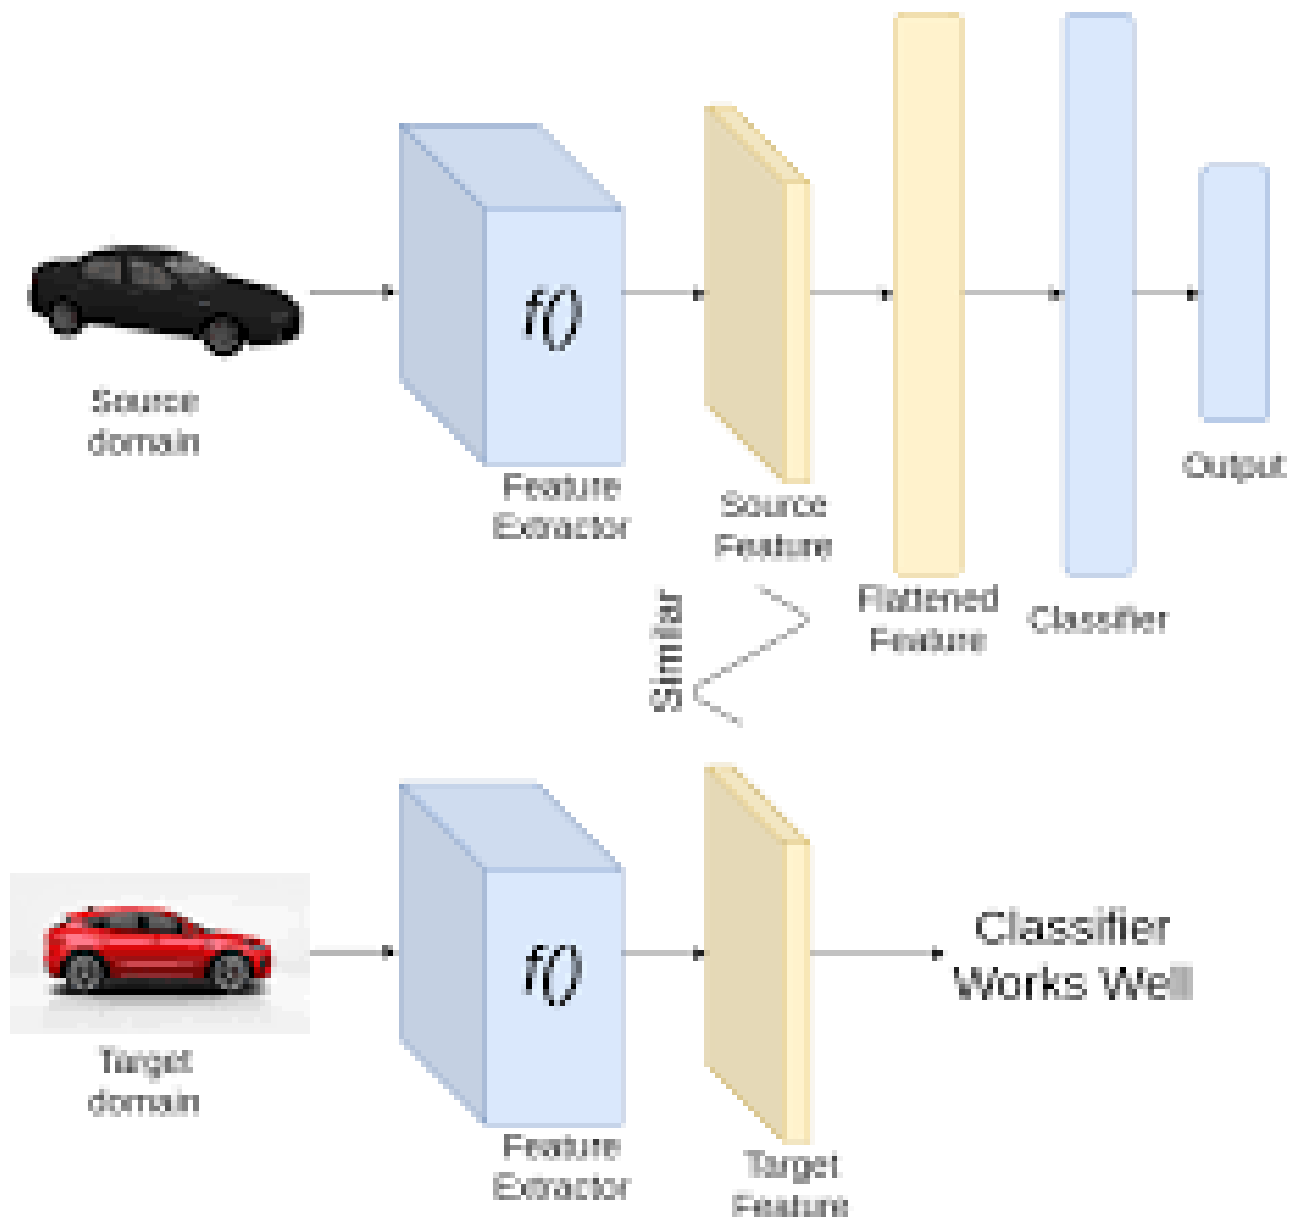 f()
Source
domain
Feature
Extractor
Source
Feature
Flattened
Feature
Classifier
Output
Similar
f()
Target
domain
Feature
Extractor
Target
Feature
Classifier
Works Well